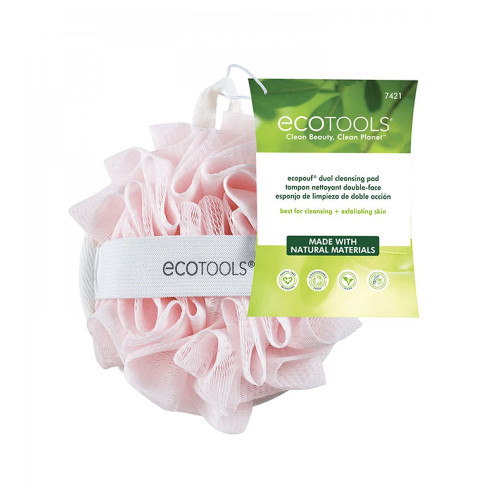 7421
ecoTOOLS®
Clean Beauty, Clean Planet™
ecopouf® dual cleansing pad
tampon nettoyant double-face
esponja de limpieza de doble acción
best for cleansing + exfoliating skin
MADE WITH
NATURAL MATERIALS
ecoTOOLS®